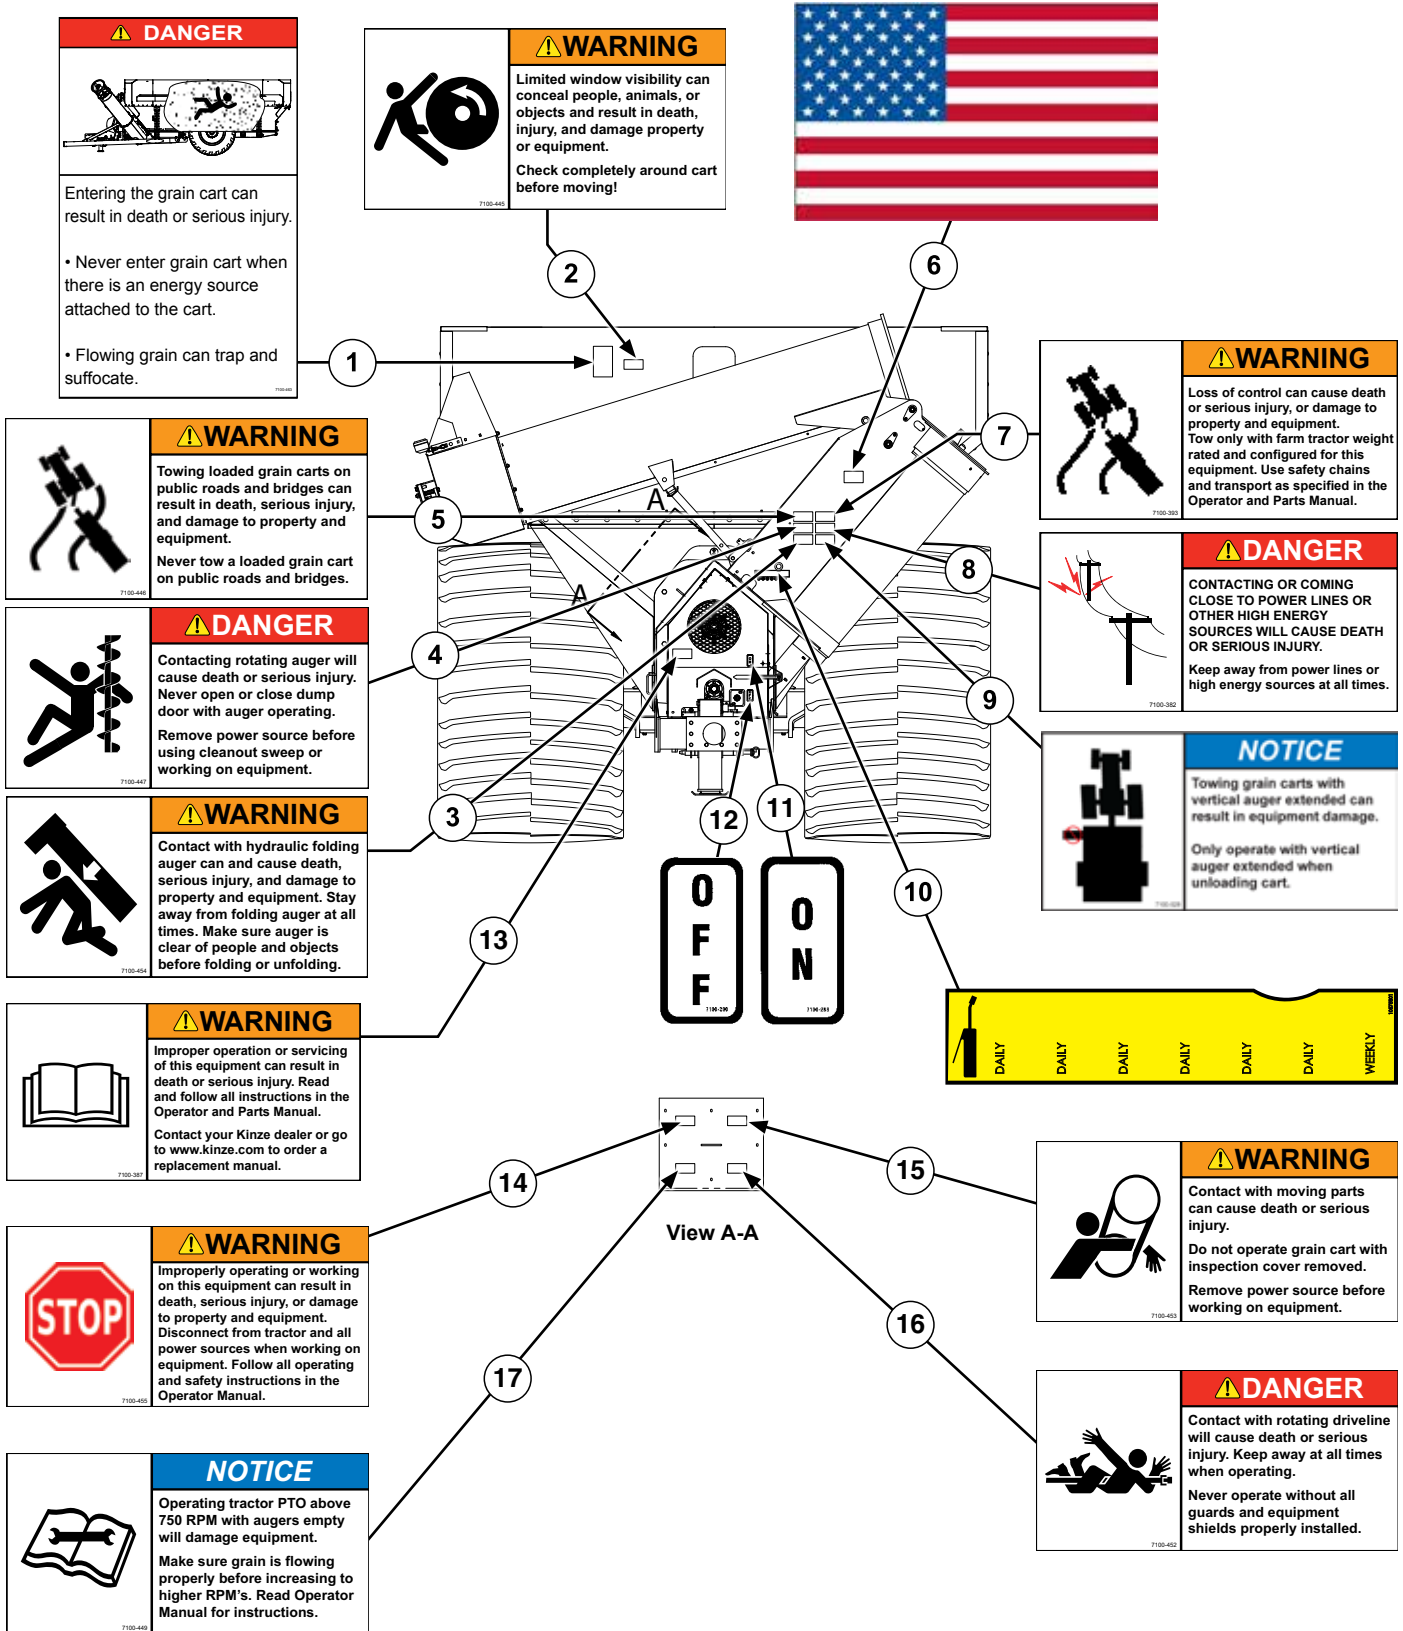 DANGER
Entering the grain cart can
result in death or serious injury.
• Never enter grain cart when
there is an energy source
attached to the cart.
• Flowing grain can trap and
suffocate.
WARNING
Limited window visibility can
conceal people, animals, or
objects and result in death,
injury, and damage property
or equipment.
Check completely around cart
before moving!
7100-445
1
2
6
WARNING
Towing loaded grain carts on
public roads and bridges can
result in death, serious injury,
and damage to property and
equipment.
Never tow a loaded grain cart
on public roads and bridges.
7100-446
DANGER
Contacting rotating auger will
cause death or serious injury.
Never open or close dump
door with auger operating.
Remove power source before
using cleanout sweep or
working on equipment.
7100-447
WARNING
Contact with hydraulic folding
auger can and cause death,
serious injury, and damage to
property and equipment. Stay
away from folding auger at all
times. Make sure auger is
clear of people and objects
before folding or unfolding.
7100-454
5
4
3
A
A
7
8
9
WARNING
Loss of control can cause death
or serious injury, or damage to
property and equipment.
Tow only with farm tractor weight
rated and configured for this
equipment. Use safety chains
and transport as specified in the
Operator and Parts Manual.
7100-393
DANGER
CONTACTING OR COMING
CLOSE TO POWER LINES OR
OTHER HIGH ENERGY
SOURCES WILL CAUSE DEATH
OR SERIOUS INJURY.
Keep away from power lines or
high energy sources at all times.
7100-382
NOTICE
Towing grain carts with
vertical auger extended can
result in equipment damage.
Only operate with vertical
auger extended when
unloading cart.
12
11
10
13
OFF
7100-290
ON
DAILY
DAILY
DAILY
DAILY
DAILY
DAILY
WEEKLY
WARNING
Improper operation or servicing
of this equipment can result in
death or serious injury. Read
and follow all instructions in the
Operator and Parts Manual.
Contact your Kinze dealer or go
to www.kinze.com to order a
replacement manual.
7100-387
14
15
View A-A
16
17
WARNING
Improperly operating or working
on this equipment can result in
death, serious injury, or damage
to property and equipment.
Disconnect from tractor and all
power sources when working on
equipment. Follow all operating
and safety instructions in the
Operator Manual.
STOP
7100-455
WARNING
Contact with moving parts
can cause death or serious
injury.
Do not operate grain cart with
inspection cover removed.
Remove power source before
working on equipment.
7100-453
DANGER
Contact with rotating driveline
will cause death or serious
injury. Keep away at all times
when operating.
Never operate without all
guards and equipment
shields properly installed.
7100-452
NOTICE
Operating tractor PTO above
750 RPM with augers empty
will damage equipment.
Make sure grain is flowing
properly before increasing to
higher RPM's. Read Operator
Manual for instructions.
7100-449